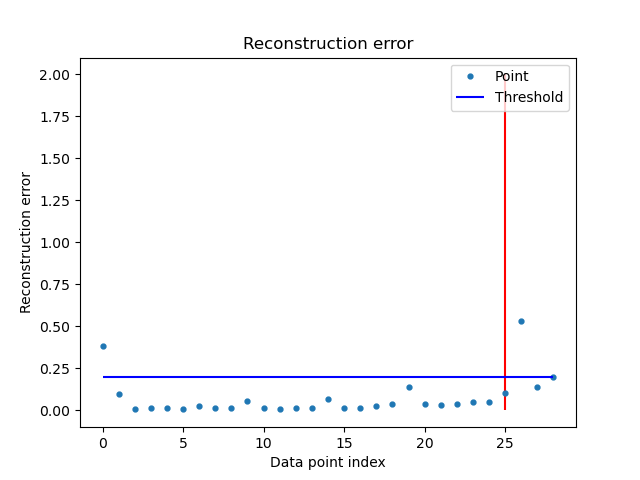 Reconstruction error
Point
Threshold
Reconstruction error
2.00
1.75
1.50
1.25
1.00
0.75
0.50
0.25
0.00
0 5 10 15 20 25
Data point index